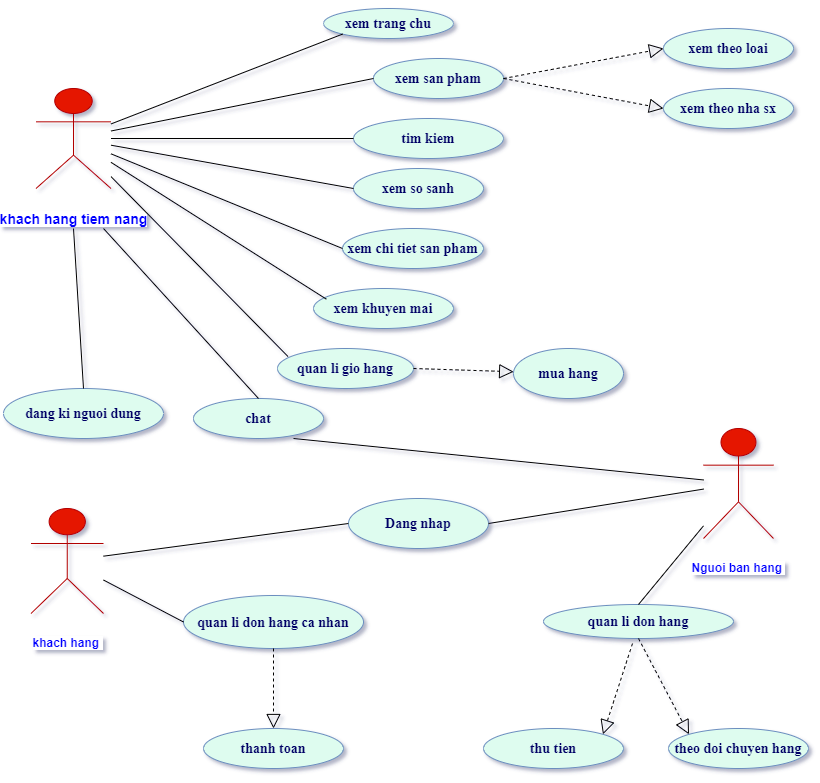 xem trang chu
xem san pham
xem theo loai
xem theo nha sx
tim kiem
xem so sanh
khach hang tiem nang
xem chi tiet san pham
xem khuyen mai
quan li gio hang
mua hang
dang ki nguoi dung
chat
Dang nhap
Nguoi ban hang
khach hang
quan li don hang ca nhan
quan li don hang
thanh toan
thu tien
theo doi chuyen hang